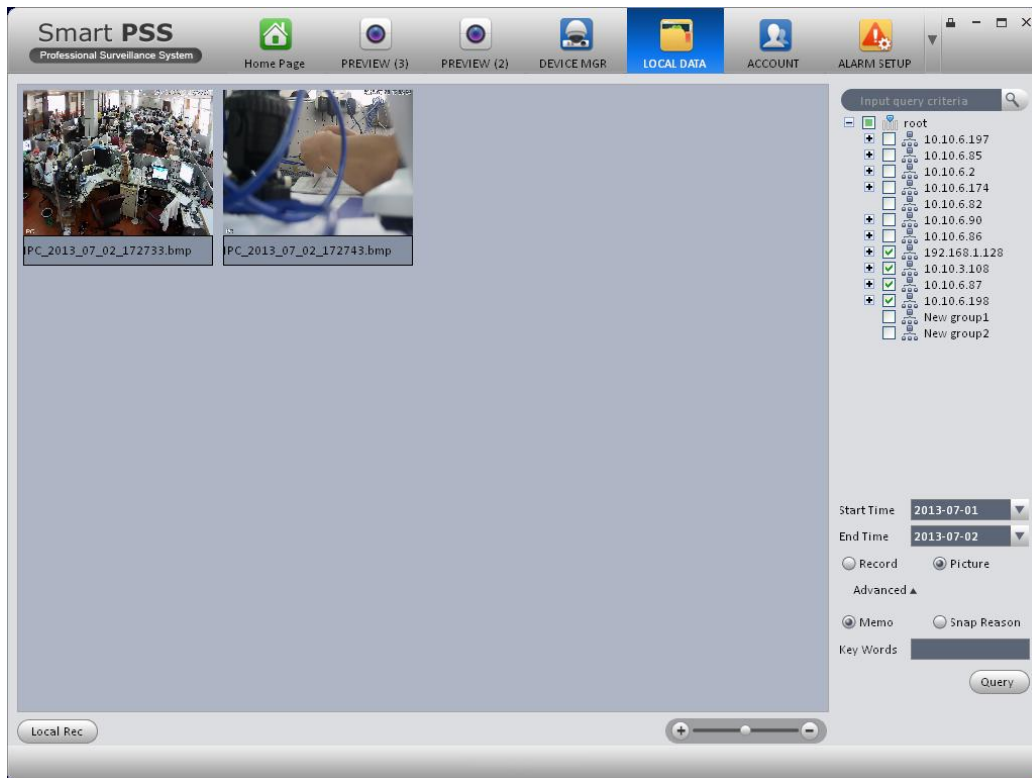 Smart PSS
Professional Surveillance System
Home Page
PREVIEW (3)
PREVIEW (2)
DEVICE MGR
LOCAL DATA
ACCOUNT
ALARM SETUP
IPC_2013_07_02_172733.bmp
IPC_2013_07_02_172743.bmp
Input query criteria
root
10.10.6.197
10.10.6.85
10.10.6.2
10.10.6.174
10.10.6.82
10.10.6.90
10.10.6.86
192.168.1.128
10.10.3.108
10.10.6.87
10.10.6.198
New group1
New group2
Start Time 2013-07-01
End Time 2013-07-02
Record Picture
Advanced
Memo Snap Reason
Key Words
Query
Local Rec